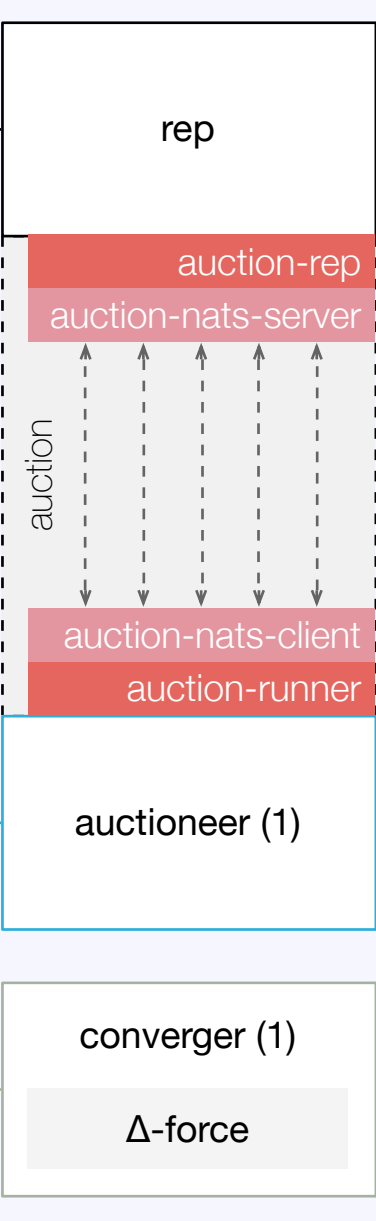 rep
auction-rep
auction-nats-server
auction
auction-nats-client
auction-runner
auctioneer (1)
converger (1)
Δ-force